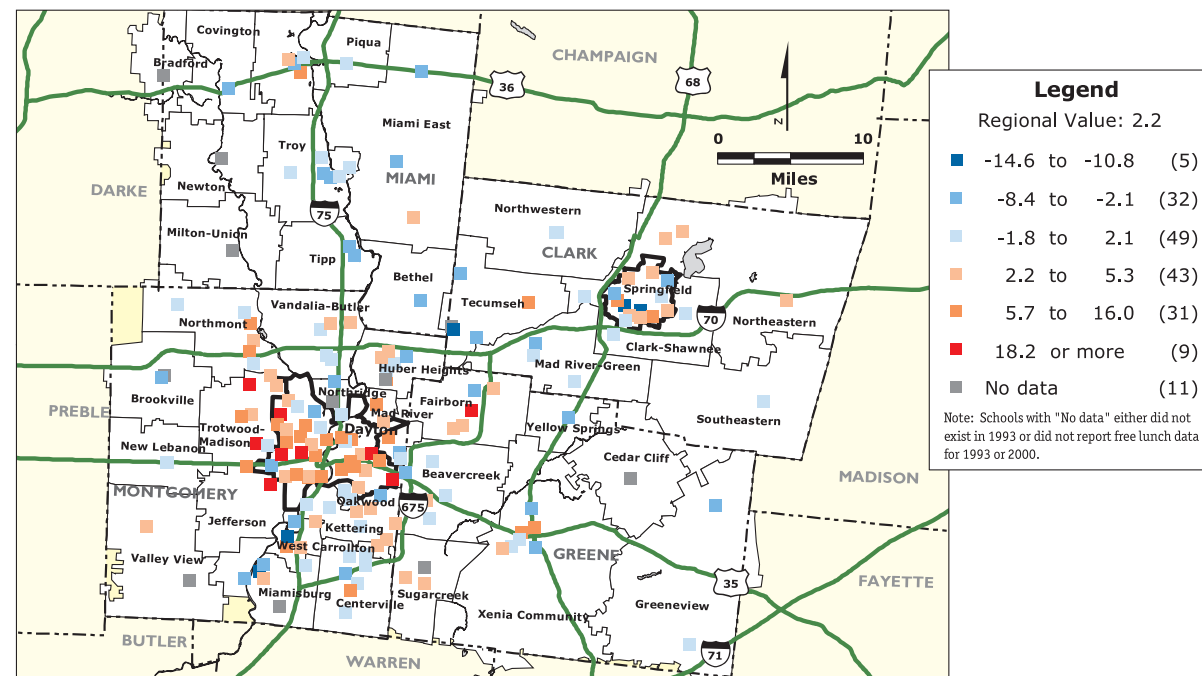 Covington
Piqua
Bradford
CHAMPAIGN
36
68
Miami East
Troy
MIAMI
DARKE
Newton
75
Milton-Union
Tipp
Northwestern
CLARK
Bethel
Tecumseh
Springfield
70
Northeastern
Vandalia-Butler
Northmont
Clark-Shawnee
Mad River-Green
Huber Heights
Brookville
Northridge
Fairborn
PREBLE
Mad River
Southeastern
Trotwood-
Madison
Dayton
Yellow Springs
New Lebanon
Cedar Cliff
Beavercreek
MADISON
MONTGOMERY
Oakwood
675
Jefferson
Kettering
West Carrollton
GREENE
Valley View
35
FAYETTE
Miamisburg
Centerville
Sugarcreek
Greeneview
Xenia Community
BUTLER
WARREN
71
N
0 10
Miles
Legend
Regional Value: 2.2
-14.6 to -10.8 (5)
-8.4 to -2.1 (32)
-1.8 to 2.1 (49)
2.2 to 5.3 (43)
5.7 to 16.0 (31)
18.2 or more (9)
No data (11)
Note: Schools with "No data" either did not
exist in 1993 or did not report free lunch data
for 1993 or 2000.